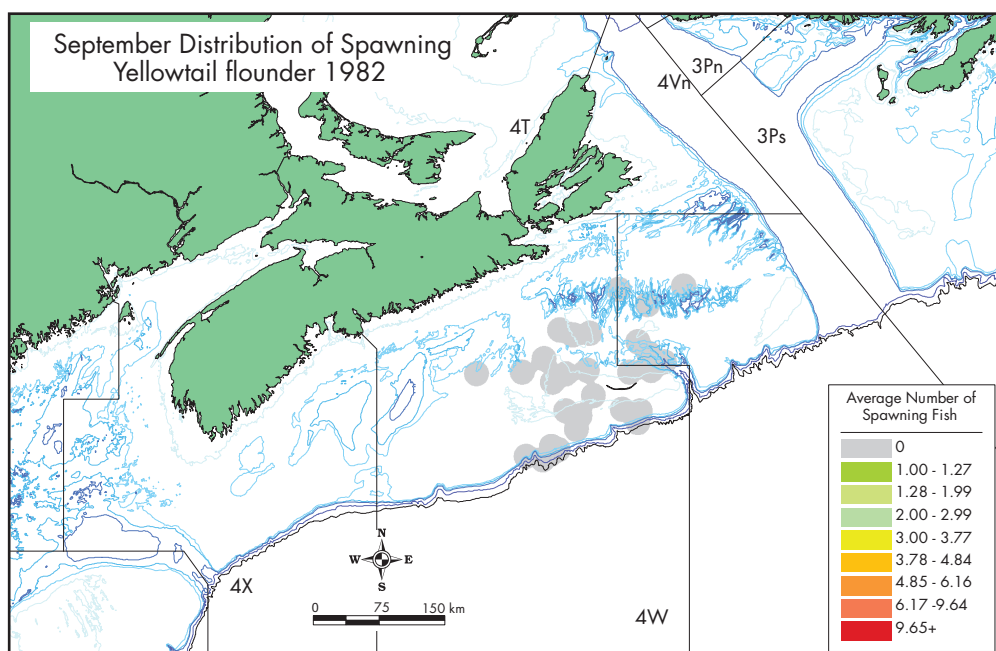 September Distribution of Spawning
Yellowtail flounder 1982
3Pn
4Vn
4T
3Ps
Average Number of
Spawning Fish
0
1.00 - 1.27
1.28 - 1.99
2.00 - 2.99
3.00 - 3.77
3.78 - 4.84
4.85 - 6.16
6.17 -9.64
9.65+
N
W E
S
4X
0 75 150 km
4W